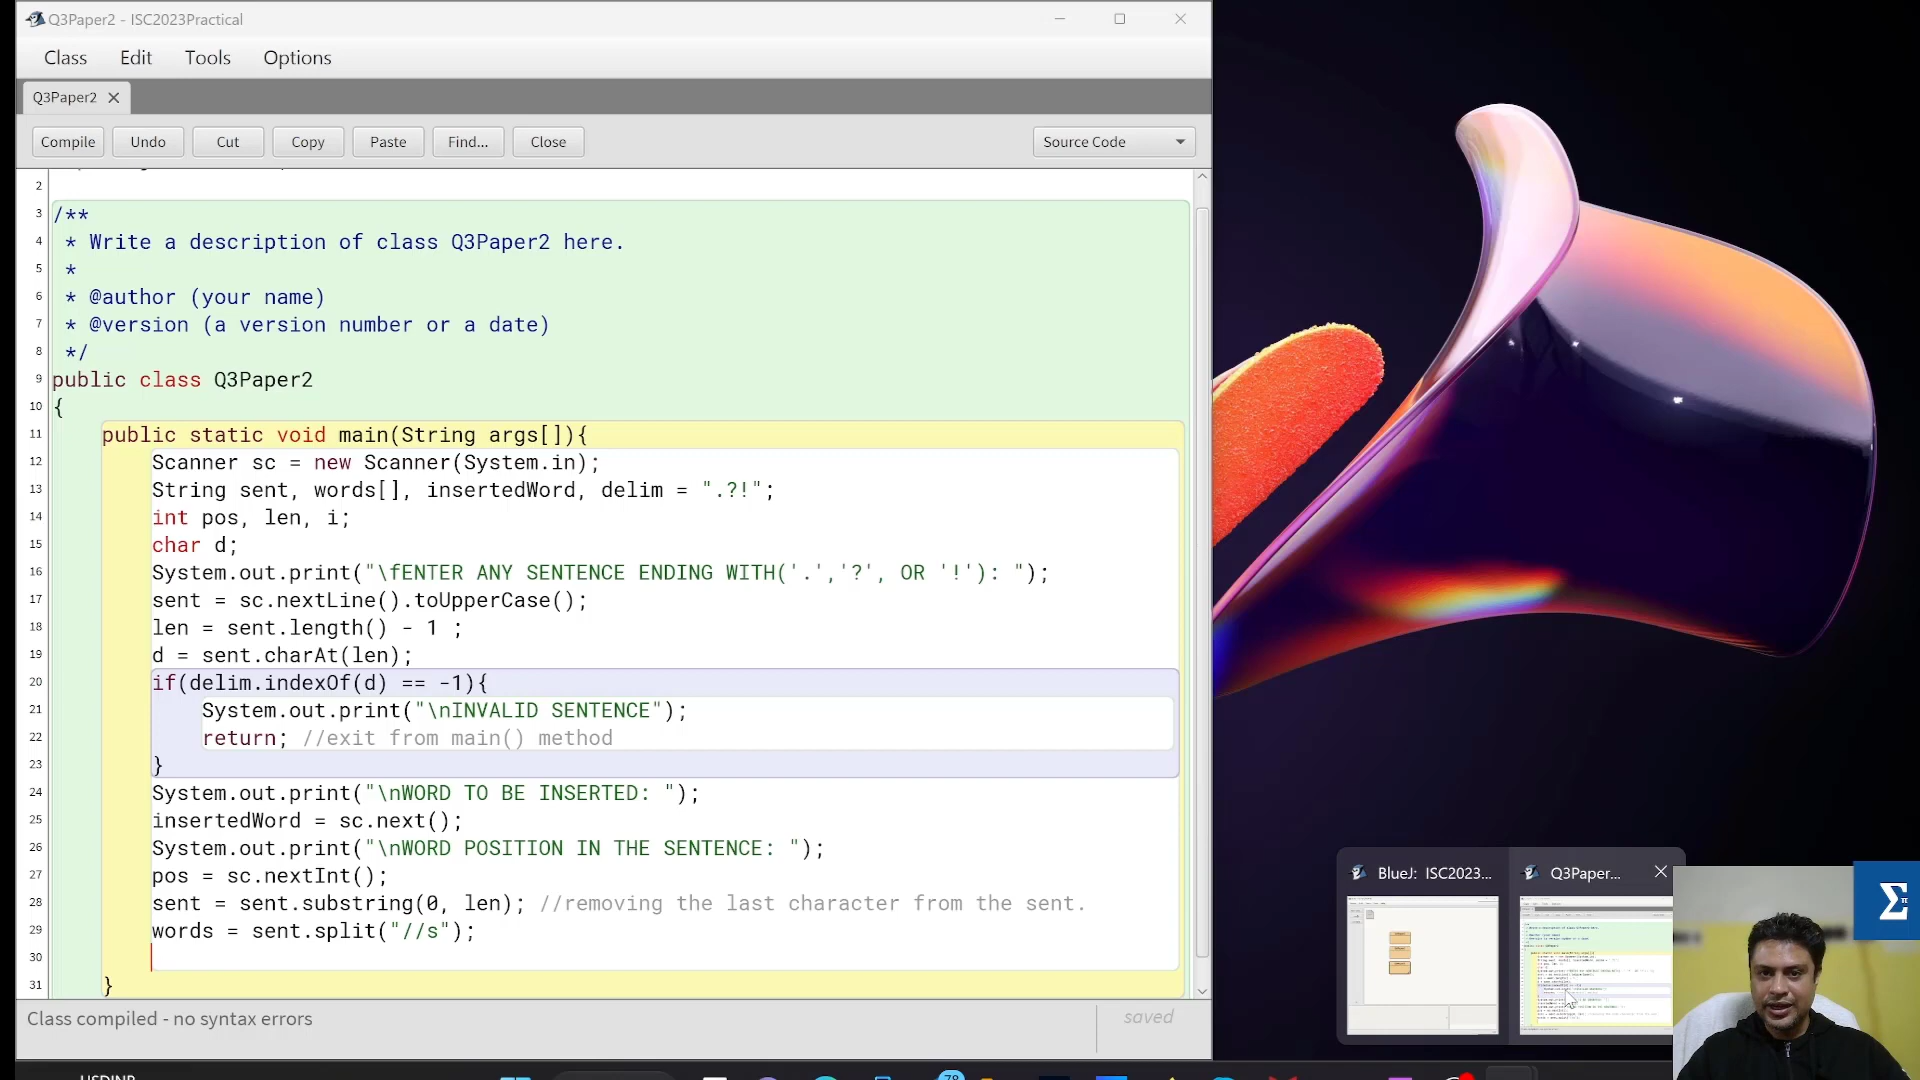 Q3Paper2 - ISC2023Practical
Class Edit Tools Options
Q3Paper2
Compile Undo Cut Copy Paste Find... Close Source Code
2
3 /**
4 * Write a description of class Q3Paper2 here.
5 *
6 * @author (your name)
7 * @version (a version number or a date)
8 */
9 public class Q3Paper2
10 {
11 public static void main(String args[]){
12 Scanner sc = new Scanner(System.in);
13 String sent, words[], insertedWord, delim = ".?!";
14 int pos, len, i;
15 char d;
16 System.out.print("\fENTER ANY SENTENCE ENDING WITH('.','?', OR '!'): ");
17 sent = sc.nextLine().toUpperCase();
18 len = sent.length() - 1 ;
19 d = sent.charAt(len);
20 if(delim.indexOf(d) == -1){
21 System.out.print("\nINVALID SENTENCE");
22 return; //exit from main() method
23 }
24 System.out.print("\nWORD TO BE INSERTED: ");
25 insertedWord = sc.next();
26 System.out.print("\nWORD POSITION IN THE SENTENCE: ");
27 pos = sc.nextInt();
28 sent = sent.substring(0, len); //removing the last character from the sent.
29 words = sent.split("//s");
30
31 }
Class compiled - no syntax errors
saved
BlueJ: ISC2023... Q3Paper...
Σ
USDINR
78